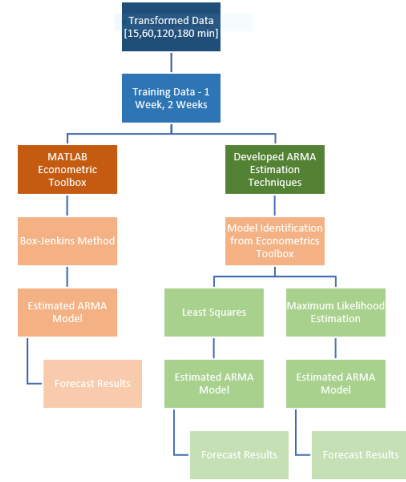 Transformed Data
[15,60,120,180 min]
Training Data - 1
Week, 2 Weeks
MATLAB
Econometric
Toolbox
Developed ARMA
Estimation
Techniques
Box-Jenkins Method
Model Identification
from Econometrics
Toolbox
Estimated ARMA
Model
Least Squares
Maximum Likelihood
Estimation
Forecast Results
Estimated ARMA
Model
Estimated ARMA
Model
Forecast Results
Forecast Results